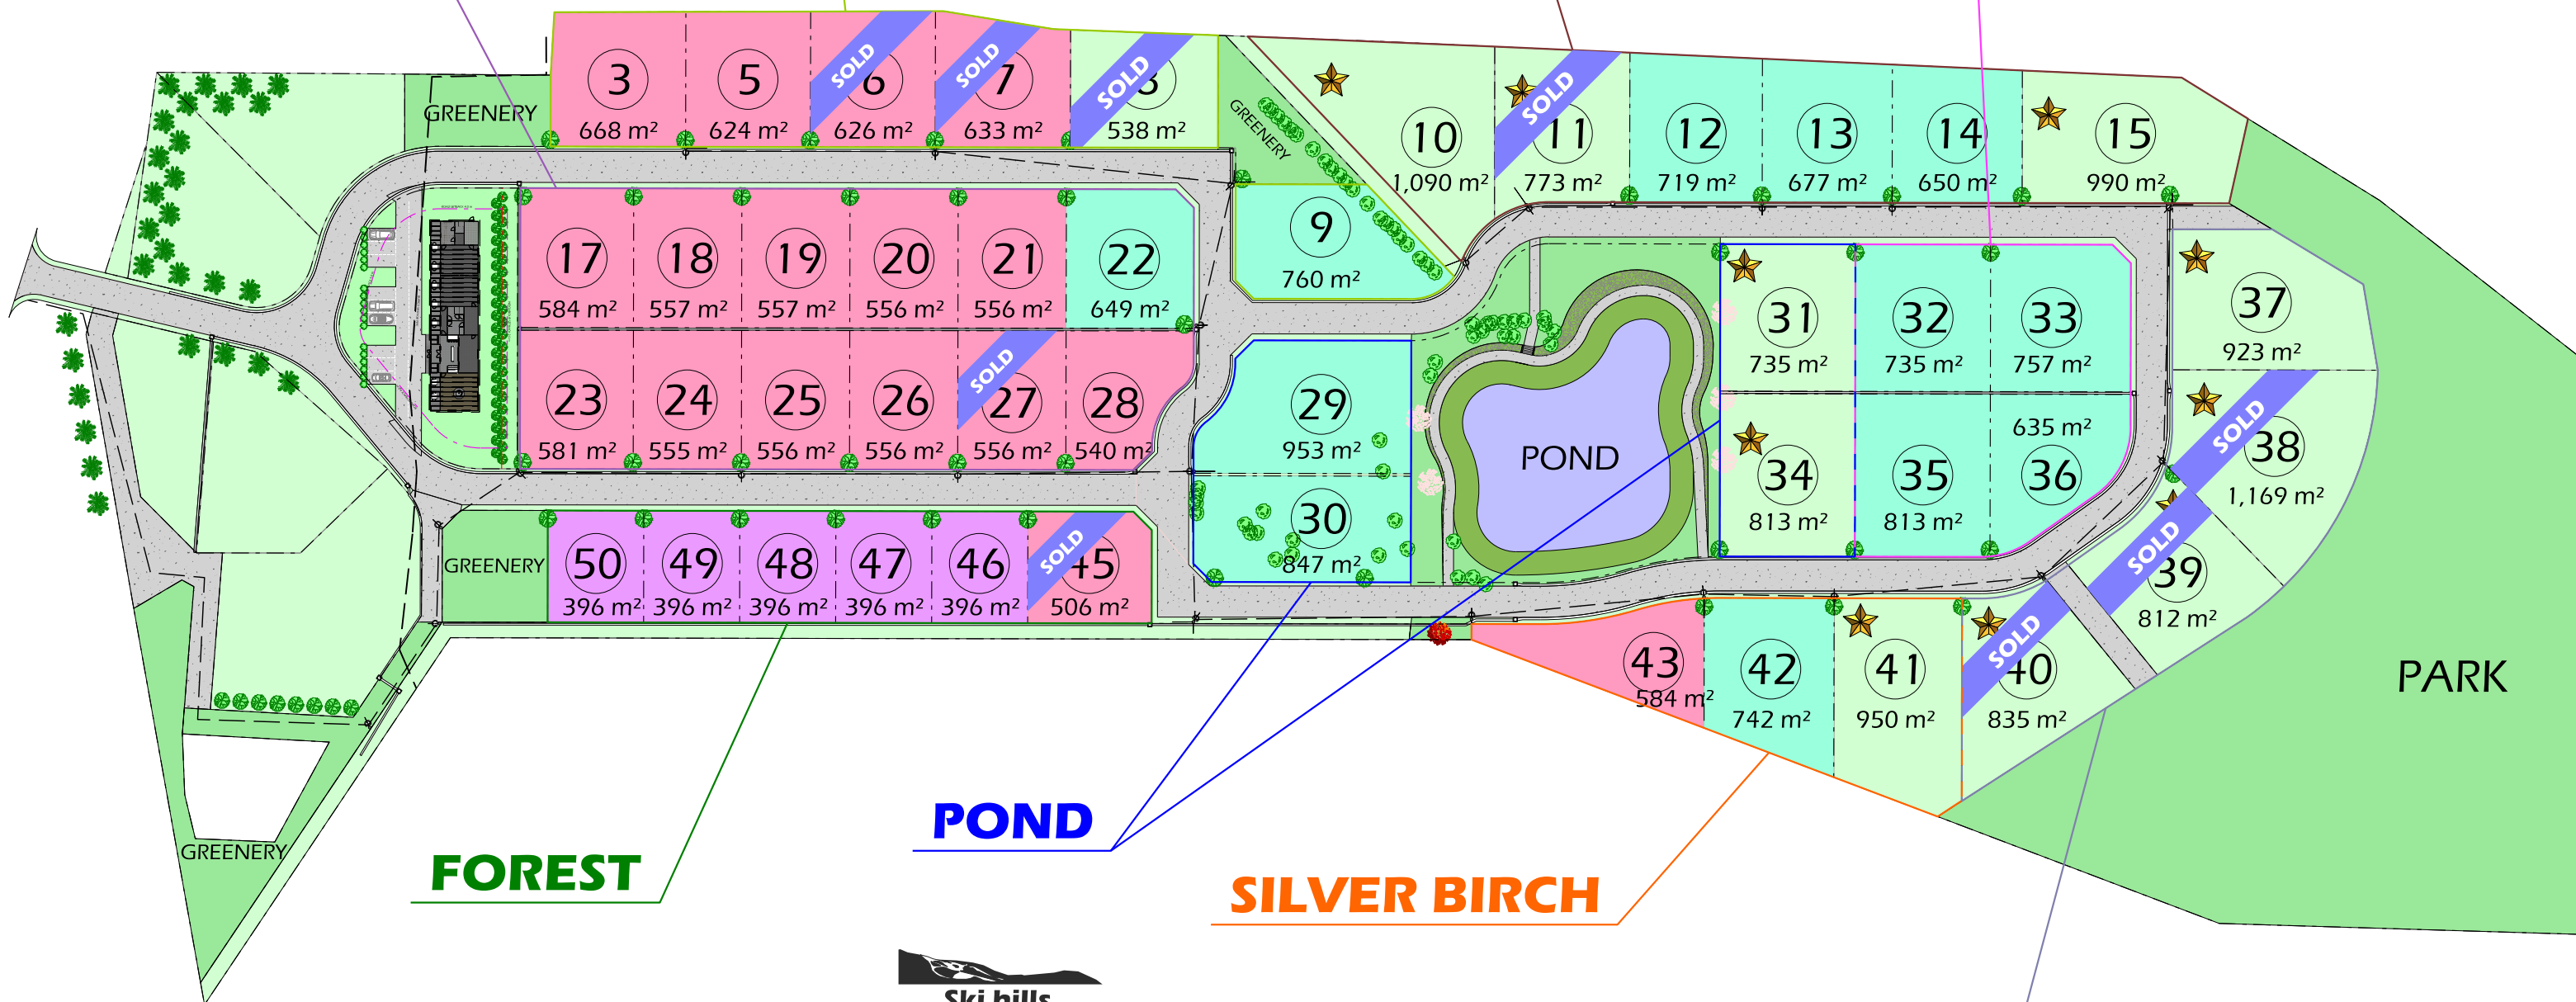 GREENERY
3
668 m²
5
624 m²
SOLD
6
626 m²
SOLD
7
633 m²
SOLD
8
538 m²
GREENERY
10
1,090 m²
SOLD
11
773 m²
12
719 m²
13
677 m²
14
650 m²
15
990 m²
17
584 m²
18
557 m²
19
557 m²
20
556 m²
21
556 m²
22
649 m²
9
760 m²
31
735 m²
32
735 m²
33
757 m²
37
923 m²
23
581 m²
24
555 m²
25
556 m²
26
556 m²
SOLD
27
556 m²
28
540 m²
29
953 m²
POND
34
813 m²
35
813 m²
635 m²
36
SOLD
38
1,169 m²
GREENERY
50
396 m²
49
396 m²
48
396 m²
47
396 m²
46
396 m²
SOLD
45
506 m²
30
847 m²
SOLD
39
812 m²
43
584 m²
42
742 m²
41
950 m²
SOLD
40
835 m²
PARK
GREENERY
FOREST
POND
SILVER BIRCH
Ski hills